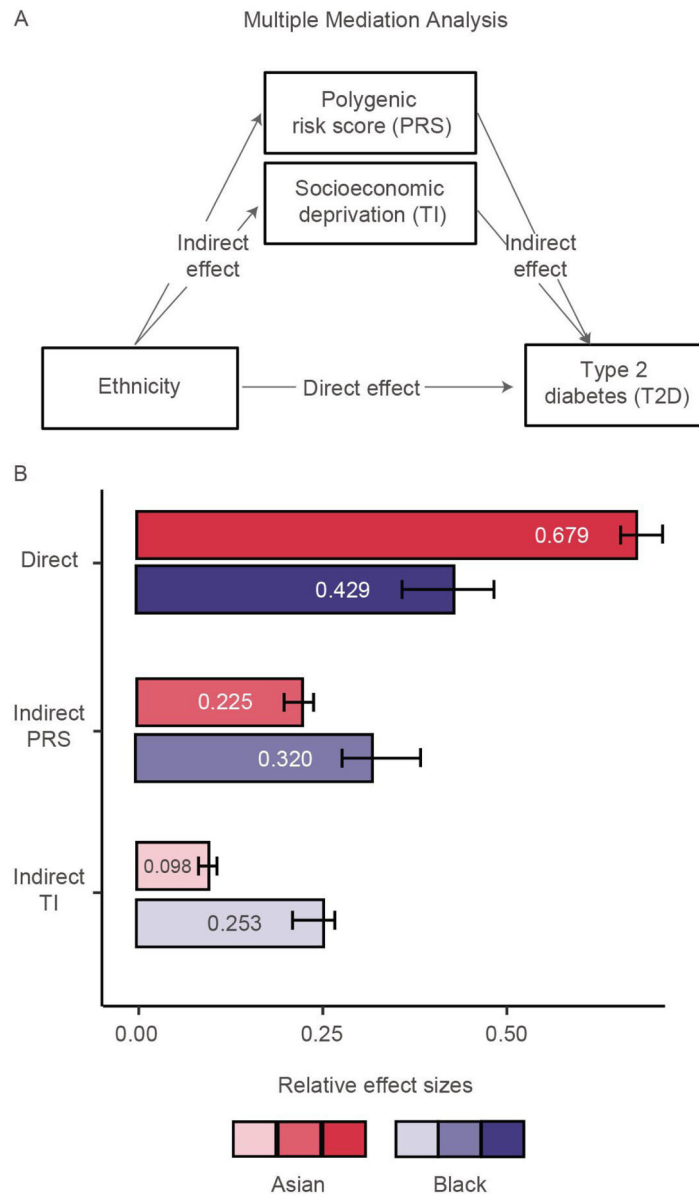 A
Multiple Mediation Analysis
Polygenic
risk score (PRS)
Socioeconomic
deprivation (TI)
Indirect
effect
Indirect
effect
Ethnicity
Direct effect
Type 2
diabetes (T2D)
B
Direct
0.679
0.429
Indirect
PRS
0.225
0.320
Indirect
TI
0.098
0.253
0.00
0.25
0.50
Relative effect sizes
Asian
Black